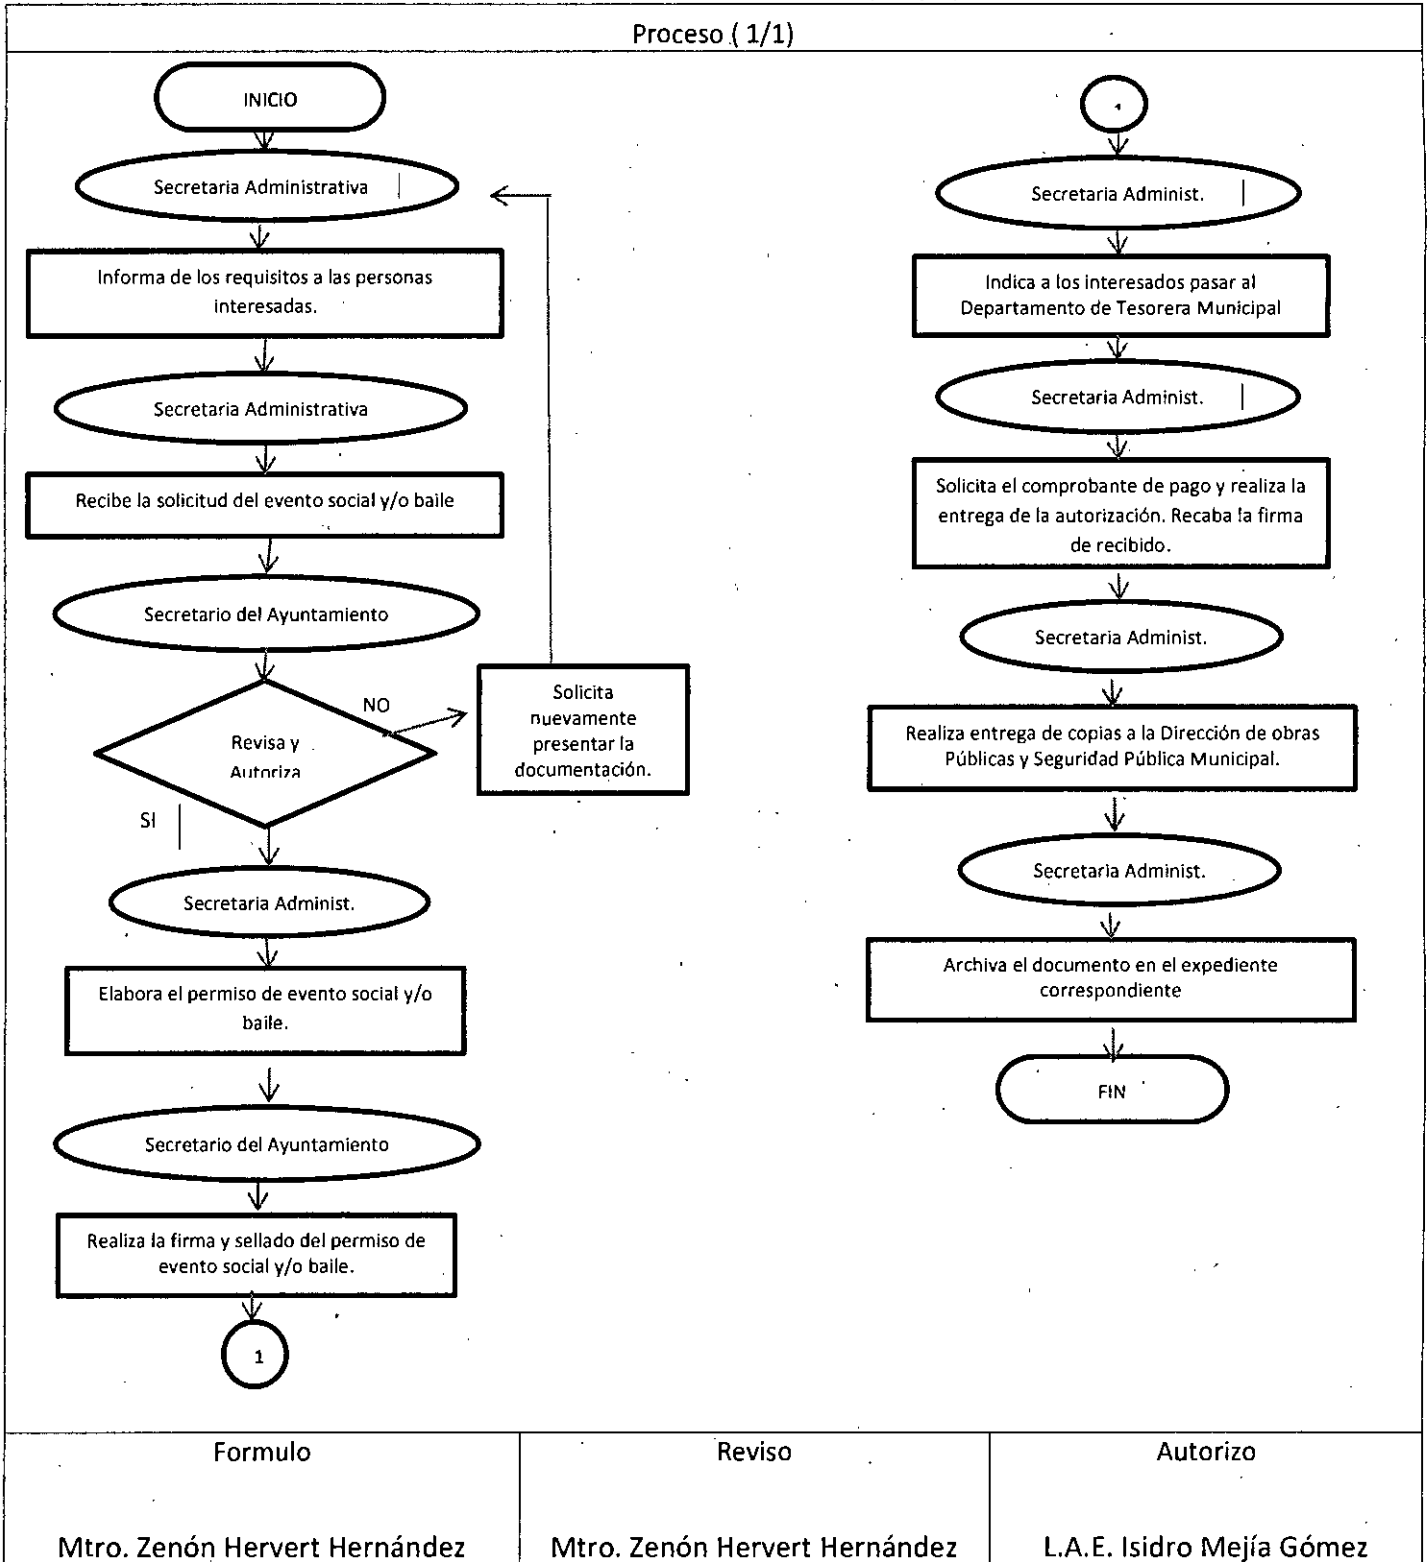 Proceso ( 1/1)
INICIO
Secretaria Administrativa
Informa de los requisitos a las personas
interesadas.
Secretaria Administrativa
Recibe la solicitud del evento social y/o baile
Secretario del Ayuntamiento
Revisa y
Autoriza
NO
Solicita
nuevamente
presentar la
documentación.
SI
Secretaria Administ.
Elabora el permiso de evento social y/o
baile.
Secretario del Ayuntamiento
Realiza la firma y sellado del permiso de
evento social y/o baile.
1
1
Secretaria Administ.
Indica a los interesados pasar al
Departamento de Tesorera Municipal
Secretaria Administ.
Solicita el comprobante de pago y realiza la
entrega de la autorización. Recaba la firma
de recibido.
Secretaria Administ.
Realiza entrega de copias a la Dirección de obras
Públicas y Seguridad Pública Municipal.
Secretaria Administ.
Archiva el documento en el expediente
correspondiente
FIN
Formulo
Mtro. Zenón Hervert Hernández
Reviso
Mtro. Zenón Hervert Hernández
Autorizo
L.A.E. Isidro Mejía Gómez